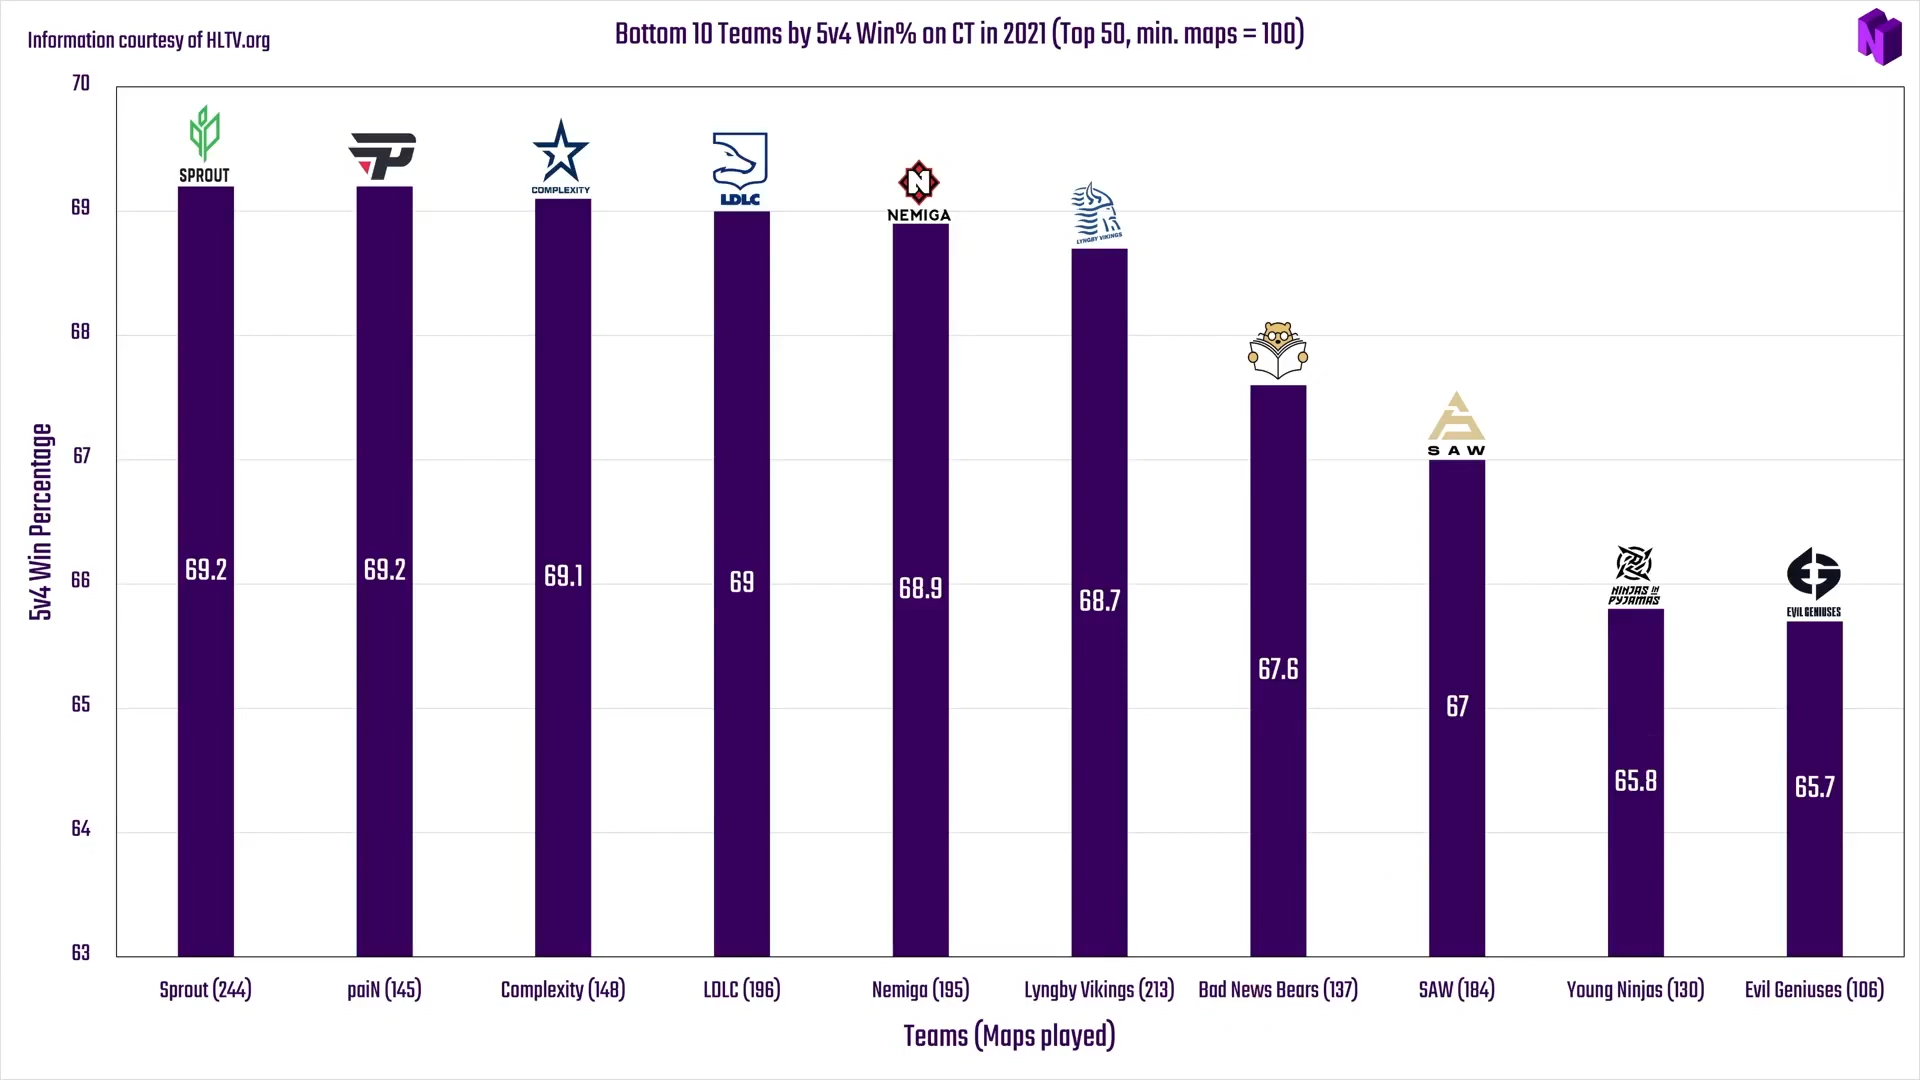 Information courtesy of HLTV.org
Bottom 10 Teams by 5v4 Win% on CT in 2021 (Top 50, min. maps = 100)
N
5v4 Win Percentage
70
69
68
67
66
65
64
63
SPROUT
COMPLEXITY
LDLC
N
NEMIGA
LYNGBY VIKINGS
SAW
NINJAS IN
PYJAMAS
EVIL GENIUSES
69.2
69.2
69.1
69
68.9
68.7
67.6
67
65.8
65.7
Sprout (244)
paiN (145)
Complexity (148)
LDLC (196)
Nemiga (195)
Lyngby Vikings (213)
Bad News Bears (137)
SAW (184)
Young Ninjas (130)
Evil Geniuses (106)
Teams (Maps played)